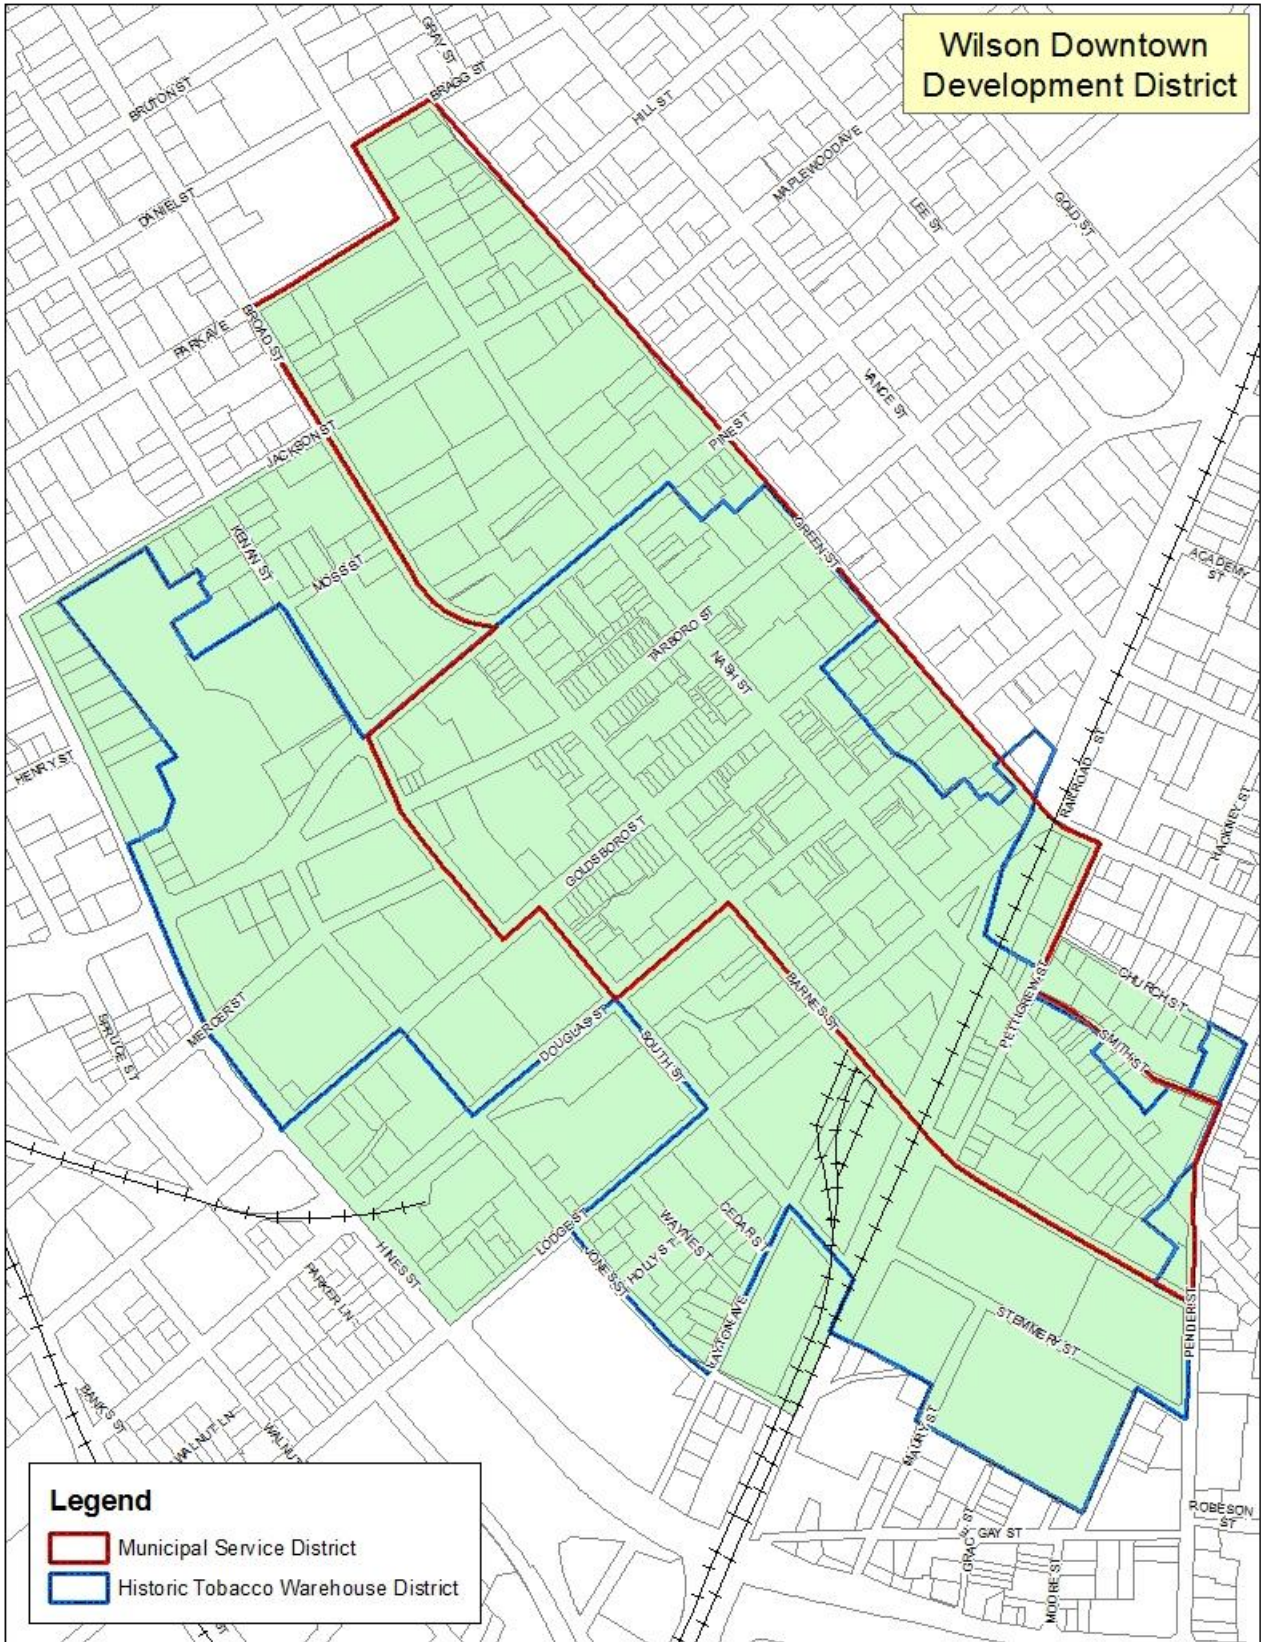 Wilson Downtown
Development District
GRAY ST
BRAGG ST
BRUTON ST
HILL ST
MAPLEWOOD AVE
DANIEL ST
LEE ST
GOLD ST
PARK AVE
BROAD ST
VANCE ST
JACKSON ST
PINE ST
KENAN ST
MOSS ST
GREEN ST
ACADEMY
ST
TARBORO ST
NASH ST
HENRY ST
RAILROAD ST
HACKNEY ST
GOLDSBORO ST
CHURCH ST
PETTIGREW ST
BARNES ST
MERCER ST
SPRUCE ST
DOUGLAS ST
SOUTH ST
SMITH ST
LODGE ST
WAYNE ST
CEDAR ST
HOLLY ST
JONES ST
HINES ST
PARKER LN
LAYTON AVE
STEMMERY ST
PENDER ST
BANKS ST
WALNUT LN
WALNUT
MAURY ST
ROBESON
ST
GAY ST
GRACE ST
MOORE ST
Legend
Municipal Service District
Historic Tobacco Warehouse District
ST